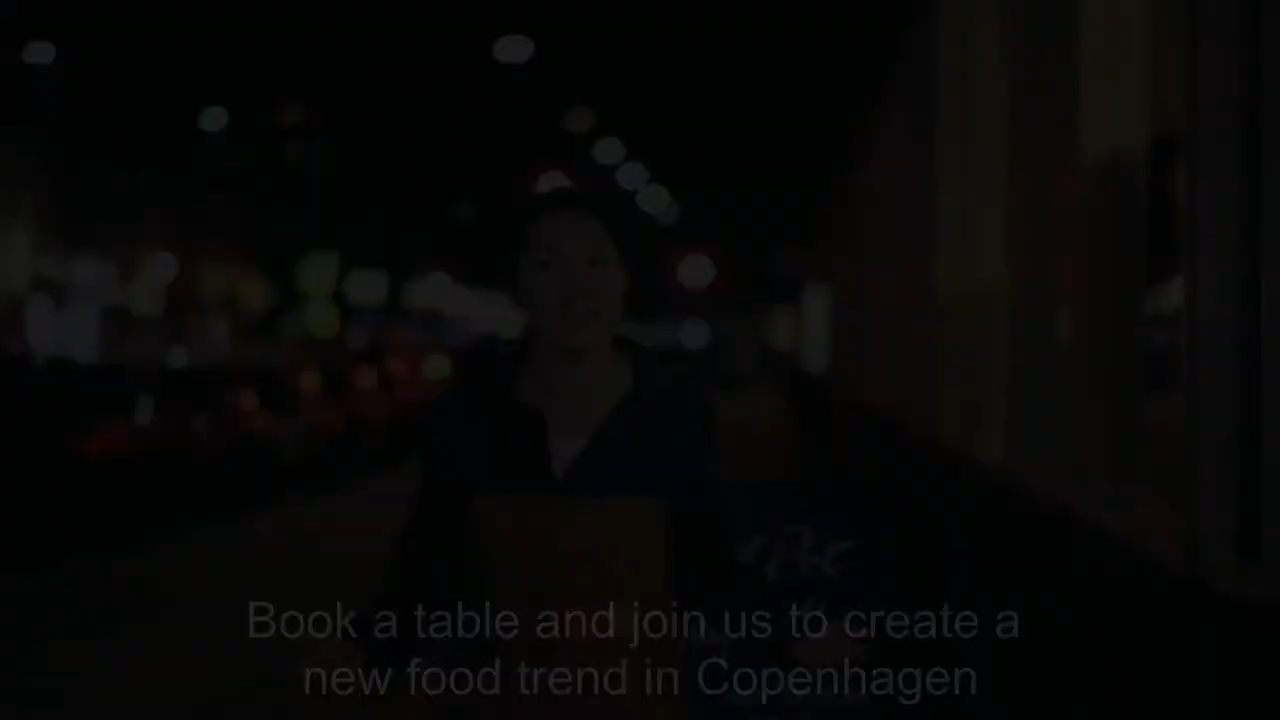 Book a table and join us to create a
new food trend in Copenhagen